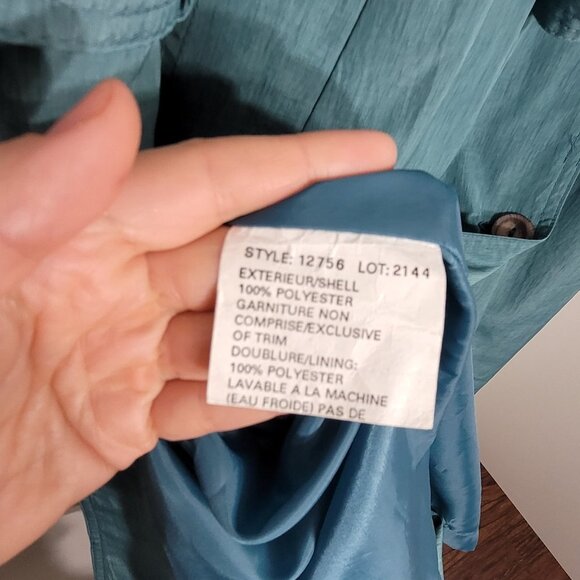 STYLE: 12756 LOT: 2144
EXTERIEUR/SHELL
100% POLYESTER
GARNITURE NON
COMPRISE/EXCLUSIVE
OF TRIM
DOUBLURE/LINING:
100% POLYESTER
LAVABLE A LA MACHINE
(EAU FROIDE) PAS DE